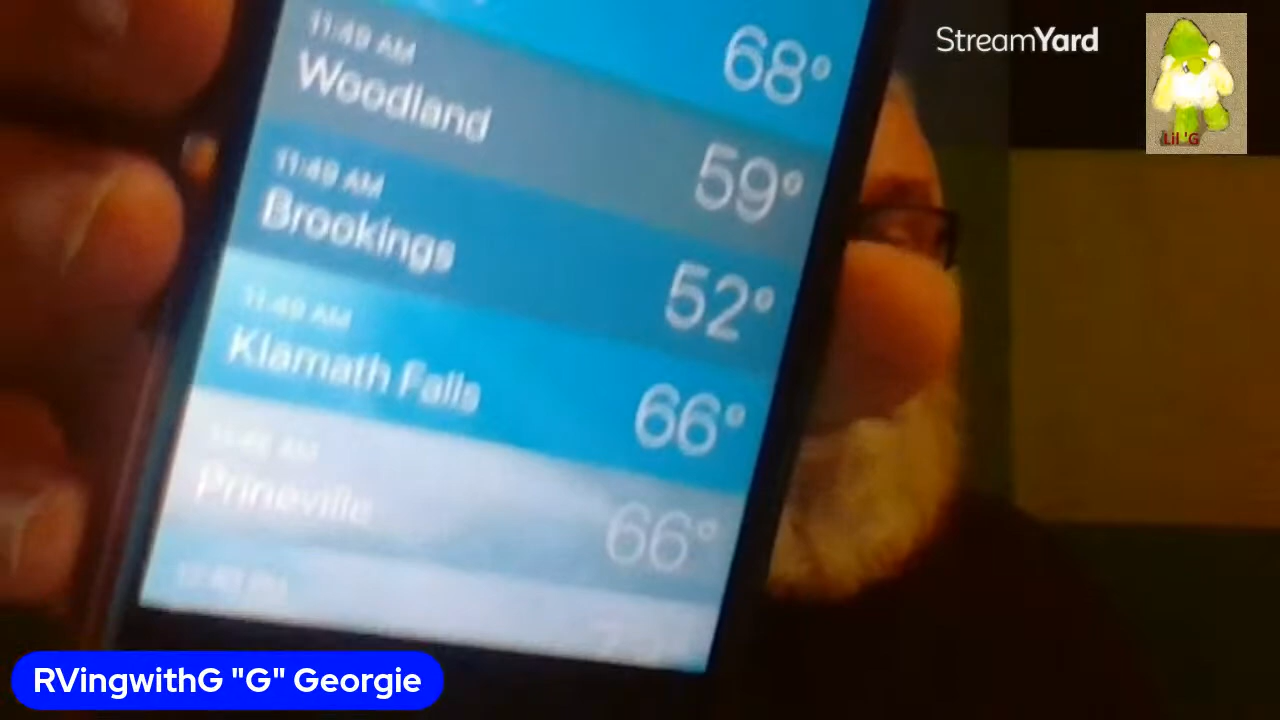 StreamYard
LiL 'G
68°
11:49 AM
Woodland
59°
11:49 AM
Brookings
52°
11:49 AM
Klamath Falls
66°
Prineville
66°
RVingwithG "G" Georgie